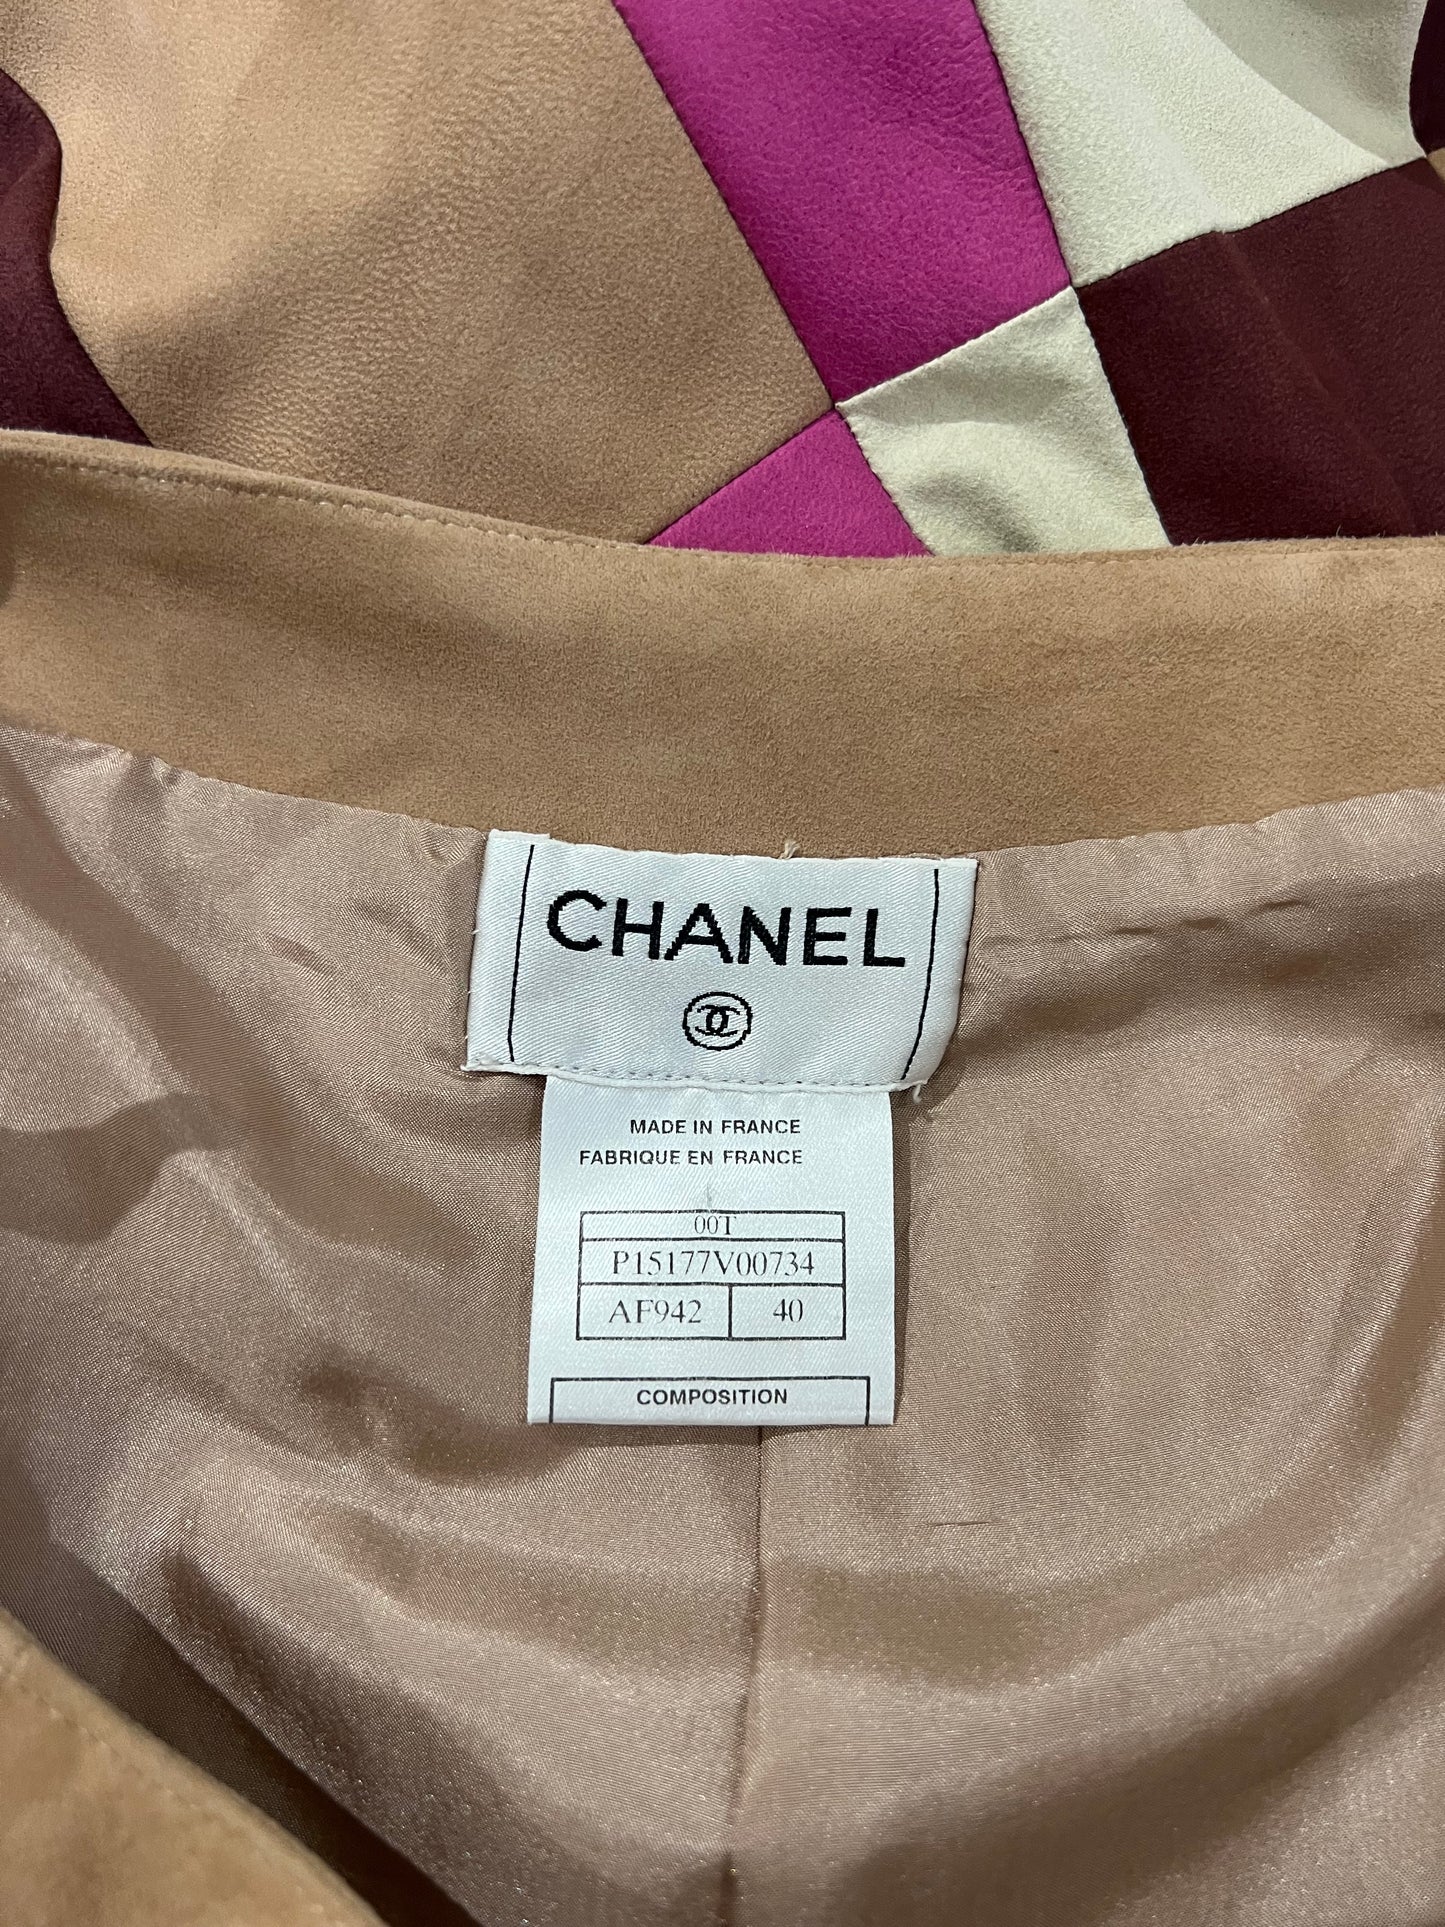 CHANEL
MADE IN FRANCE
FABRIQUE EN FRANCE
00T
P15177V00734
AF942 40
COMPOSITION